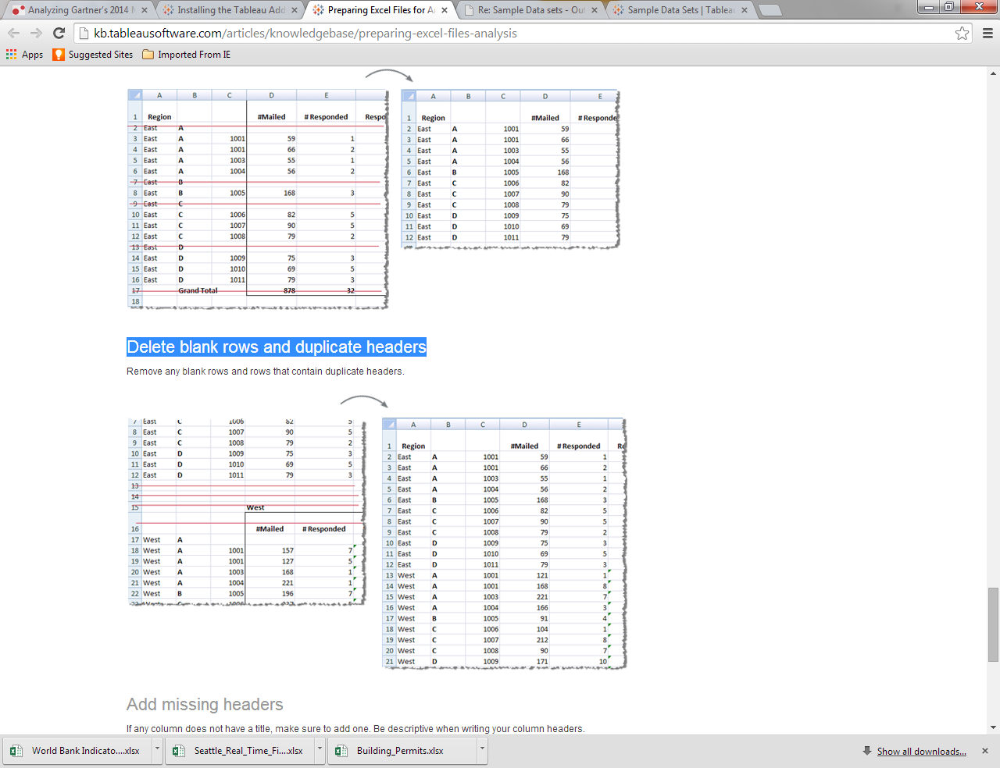 Analyzing Gartner's 2014 M
Installing the Tableau Add
Preparing Excel Files for A
Re: Sample Data sets - Out
Sample Data Sets | Tableau
kb.tableausoftware.com/articles/knowledgebase/preparing-excel-files-analysis
Apps Suggested Sites Imported From IE
A B C D E
1 Region #Mailed # Responded Respo
2 East A
3 East A 1001 59 1
4 East A 1001 66 2
5 East A 1003 55 1
6 East A 1004 56 2
7 East B
8 East B 1005 168 3
9 East C
10 East C 1006 82 5
11 East C 1007 90 5
12 East C 1008 79 2
13 East D
14 East D 1009 75 3
15 East D 1010 69 5
16 East D 1011 79 3
17 Grand Total 878 32
18
A B C D E
1 Region #Mailed # Responde
2 East A 1001 59
3 East A 1001 66
4 East A 1003 55
5 East A 1004 56
6 East B 1005 168
7 East C 1006 82
8 East C 1007 90
9 East C 1008 79
10 East D 1009 75
11 East D 1010 69
12 East D 1011 79
Delete blank rows and duplicate headers
Remove any blank rows and rows that contain duplicate headers.
7 East C 1006 82 5
8 East C 1007 90 5
9 East C 1008 79 2
10 East D 1009 75 3
11 East D 1010 69 5
12 East D 1011 79 3
13
14
15 West
16 #Mailed # Responded
17 West A
18 West A 1001 157 7
19 West A 1001 127 5
20 West A 1003 168 1
21 West A 1004 221 1
22 West B 1005 196 7
A B C D E
1 Region #Mailed # Responded Re
2 East A 1001 59 1
3 East A 1001 66 2
4 East A 1003 55 1
5 East A 1004 56 2
6 East B 1005 168 3
7 East C 1006 82 5
8 East C 1007 90 5
9 East C 1008 79 2
10 East D 1009 75 3
11 East D 1010 69 5
12 East D 1011 79 3
13 West A 1001 121 1
14 West A 1001 168 8
15 West A 1003 221 7
16 West A 1004 166 3
17 West B 1005 91 4
18 West C 1006 104 1
19 West C 1007 212 8
20 West C 1008 90 7
21 West D 1009 171 10
Add missing headers
If any column does not have a title, make sure to add one. Be descriptive when writing your column headers.
World Bank Indicato....xlsx
Seattle_Real_Time_Fi....xlsx
Building_Permits.xlsx
Show all downloads...